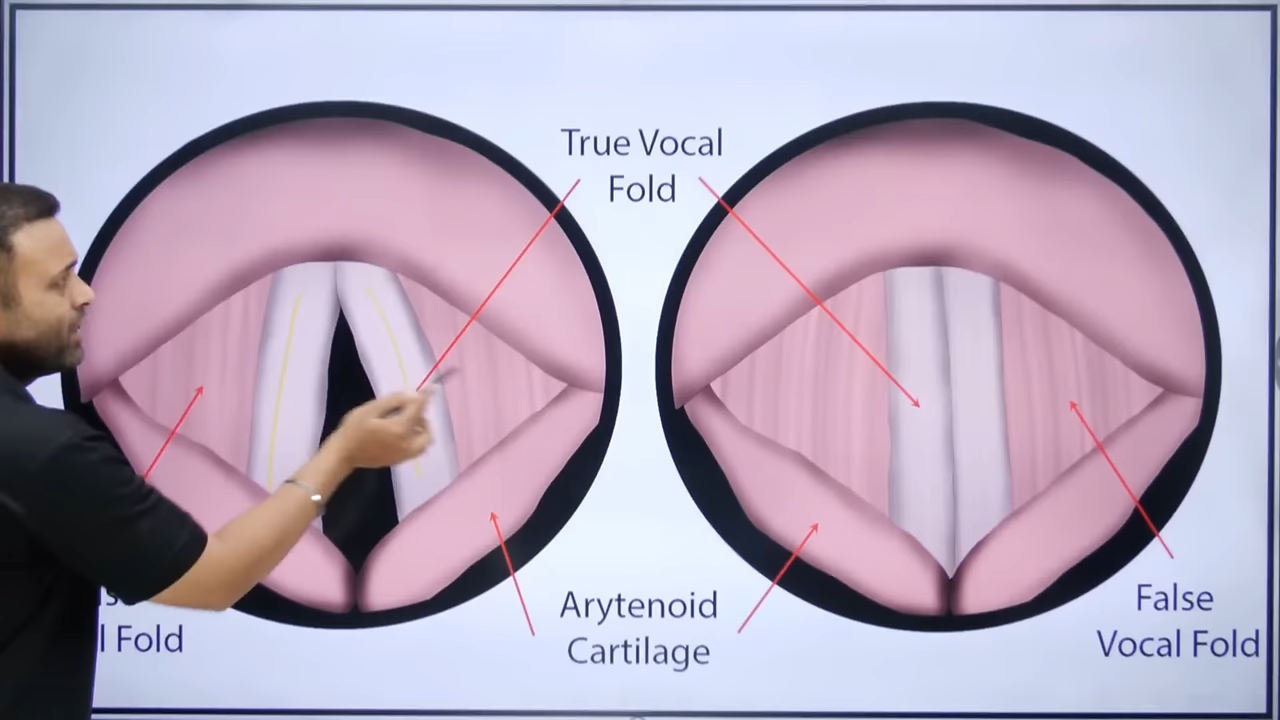 True Vocal
Fold
Fold
Arytenoid
Cartilage
False
Vocal Fold